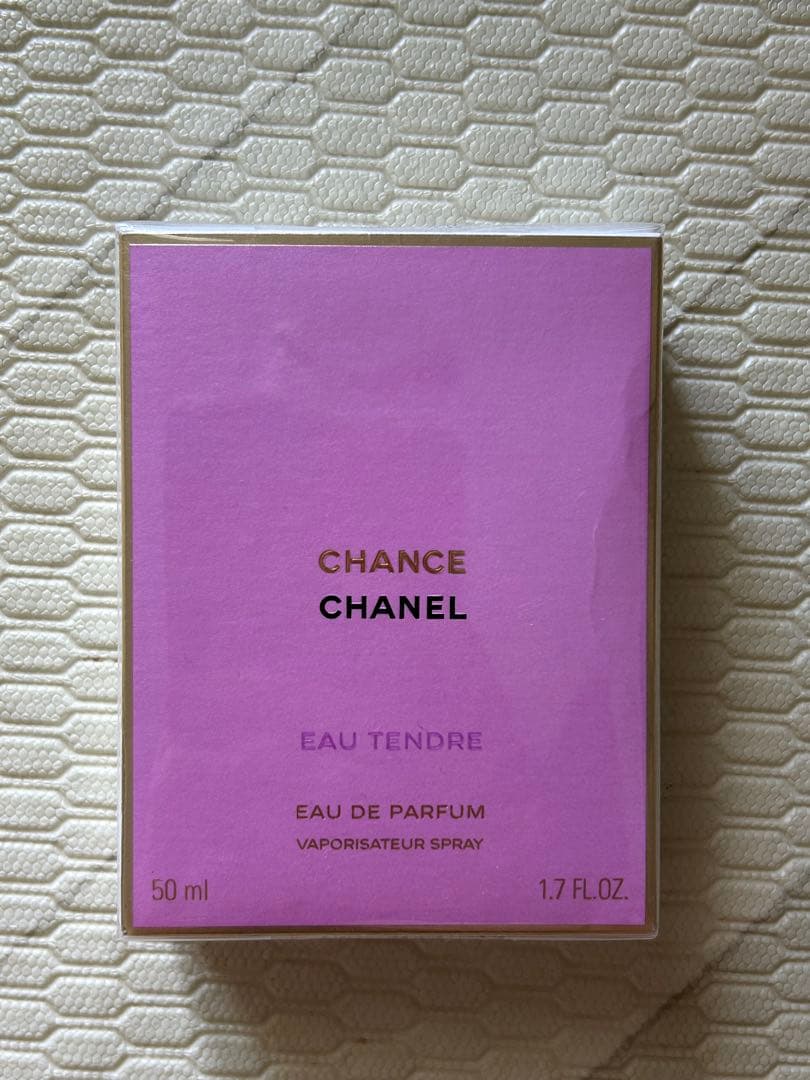 CHANCE
CHANEL
EAU TENDRE
EAU DE PARFUM
VAPORISATEUR SPRAY
50 ml 1.7 FL.OZ.